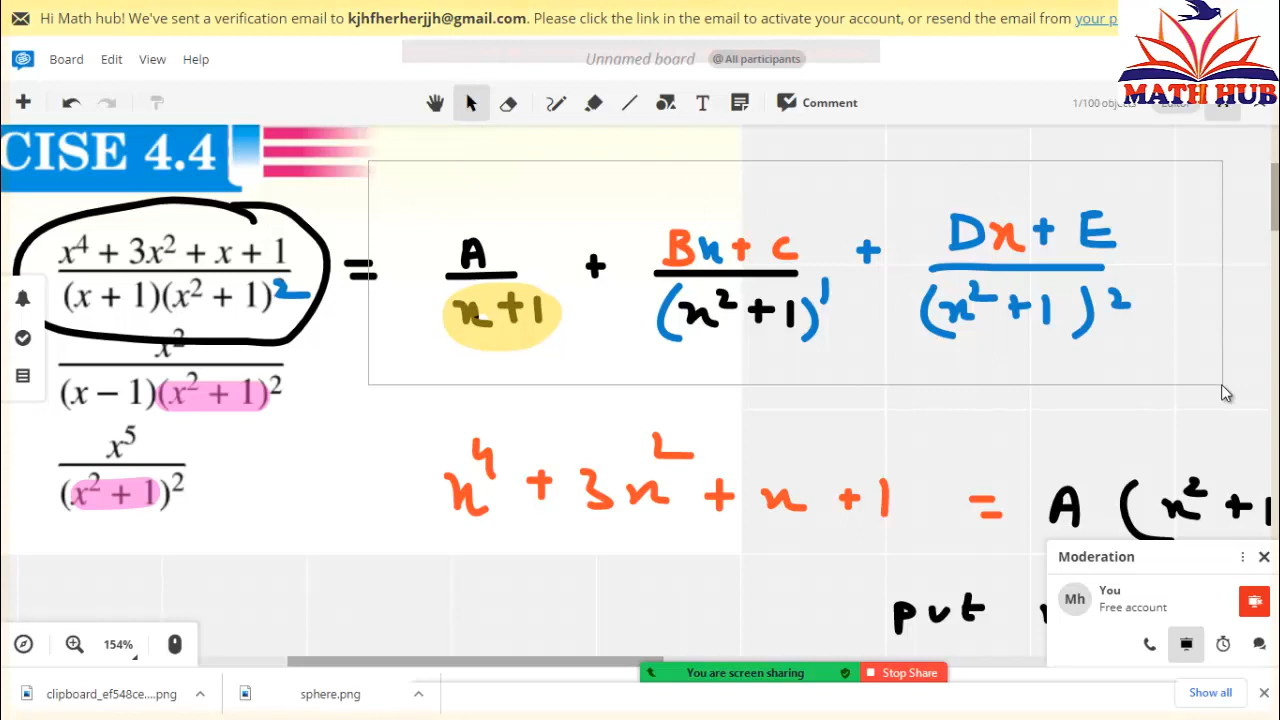 Hi Math hub! We've sent a verification email to kjhfherherjjh@gmail.com. Please click the link in the email to activate your account, or resend the email from your p
MATH HUB
Board Edit View Help
Unnamed board @ All participants
T Comment
1/100 objec
CISE 4.4
x⁴ + 3x² + x + 1 / (x + 1)(x² + 1)² = A / x + 1 + Bx + C / (x² + 1)¹ + Dx + E / (x² + 1)²
x² / (x − 1)(x² + 1)²
x⁵ / (x² + 1)²
x⁴ + 3x² + x + 1 = A (x² + 1
put
Moderation
Mh You
Free account
154%
You are screen sharing Stop Share
clipboard_ef548ce....png sphere.png Show all